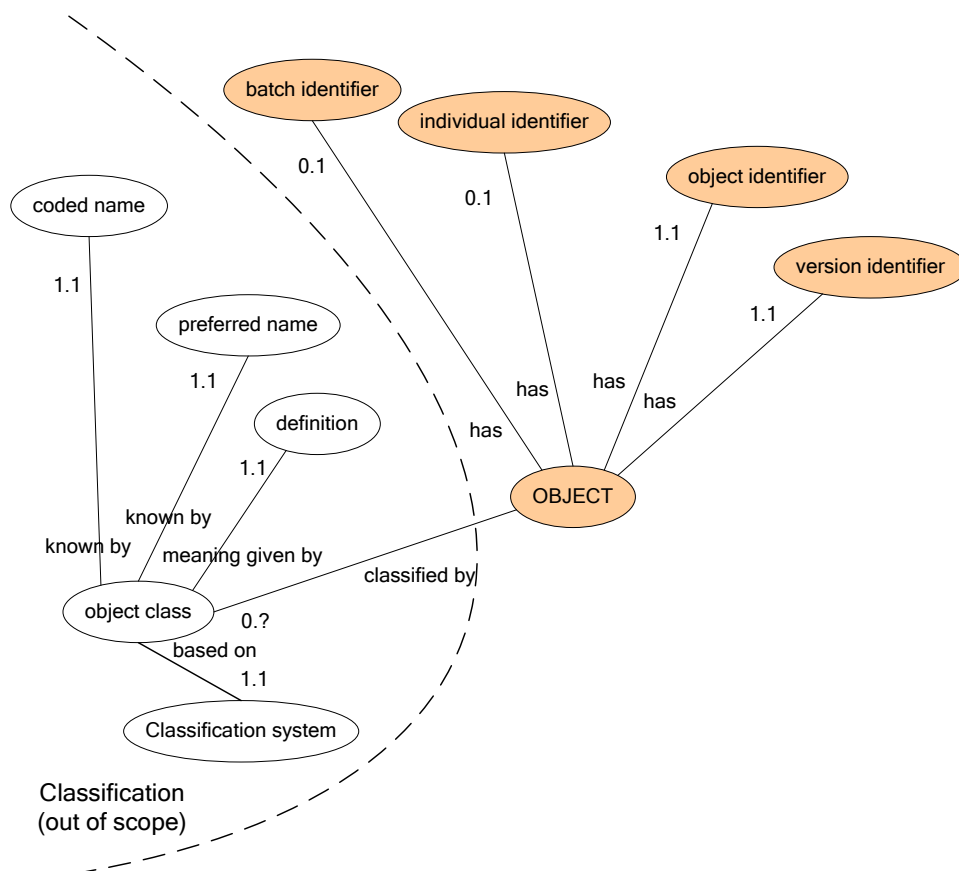 batch identifier
individual identifier
0.1
object identifier
coded name
0.1
1.1
version identifier
1.1
preferred name
1.1
1.1
has
has
definition
has
has
1.1
OBJECT
known by
known by
meaning given by
classified by
object class
0.?
based on
1.1
Classification system
Classification
(out of scope)